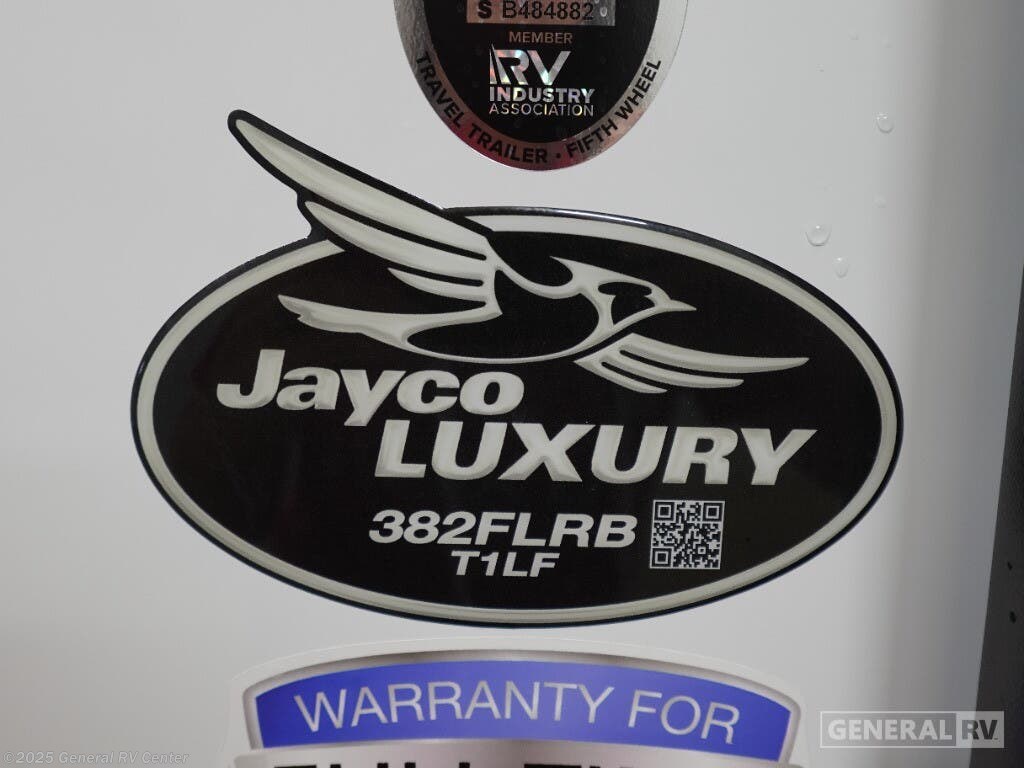 S B484882
MEMBER
RV
INDUSTRY
ASSOCIATION
TRAVEL TRAILER • FIFTH WHEEL
Jayco
LUXURY
382FLRB
T1LF
WARRANTY FOR
GENERAL RV
©2025 General RV Center